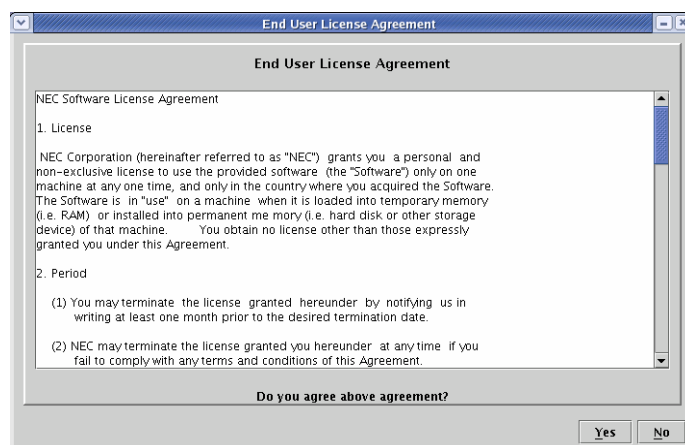 End User License Agreement
End User License Agreement
NEC Software License Agreement
1. License
NEC Corporation (hereinafter referred to as "NEC") grants you a personal and
non-exclusive license to use the provided software (the "Software") only on one
machine at any one time, and only in the country where you acquired the Software.
The Software is in "use" on a machine when it is loaded into temporary memory
(i.e. RAM) or installed into permanent me mory (i.e. hard disk or other storage
device) of that machine. You obtain no license other than those expressly
granted you under this Agreement.
2. Period
(1) You may terminate the license granted hereunder by notifying us in
writing at least one month prior to the desired termination date.
(2) NEC may terminate the license granted you hereunder at any time if you
fail to comply with any terms and conditions of this Agreement.
Do you agree above agreement?
Yes No